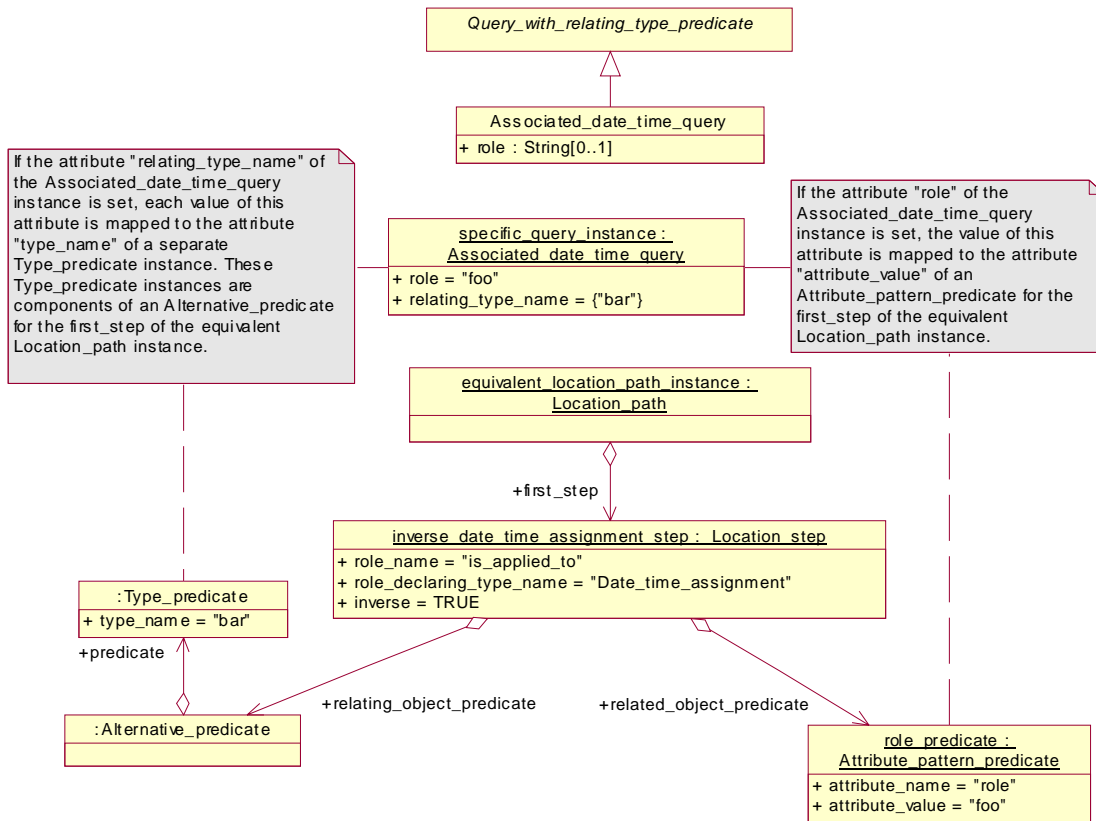 Query_with_relating_type_predicate
Associated_date_time_query
+ role : String[0..1]
If the attribute "relating_type_name" of
the Associated_date_time_query
instance is set, each value of this
attribute is mapped to the attribute
"type_name" of a separate
Type_predicate instance. These
Type_predicate instances are
components of an Alternative_predicate
for the first_step of the equivalent
Location_path instance.
specific_query_instance :
Associated_date_time_query
+ role = "foo"
+ relating_type_name = {"bar"}
If the attribute "role" of the
Associated_date_time_query
instance is set, the value of this
attribute is mapped to the attribute
"attribute_value" of an
Attribute_pattern_predicate for the
first_step of the equivalent
Location_path instance.
equivalent_location_path_instance :
Location_path
+first_step
inverse_date_time_assignment_step : Location_step
+ role_name = "is_applied_to"
+ role_declaring_type_name = "Date_time_assignment"
+ inverse = TRUE
:Type_predicate
+ type_name = "bar"
+predicate
+relating_object_predicate
+related_object_predicate
:Alternative_predicate
role_predicate :
Attribute_pattern_predicate
+ attribute_name = "role"
+ attribute_value = "foo"